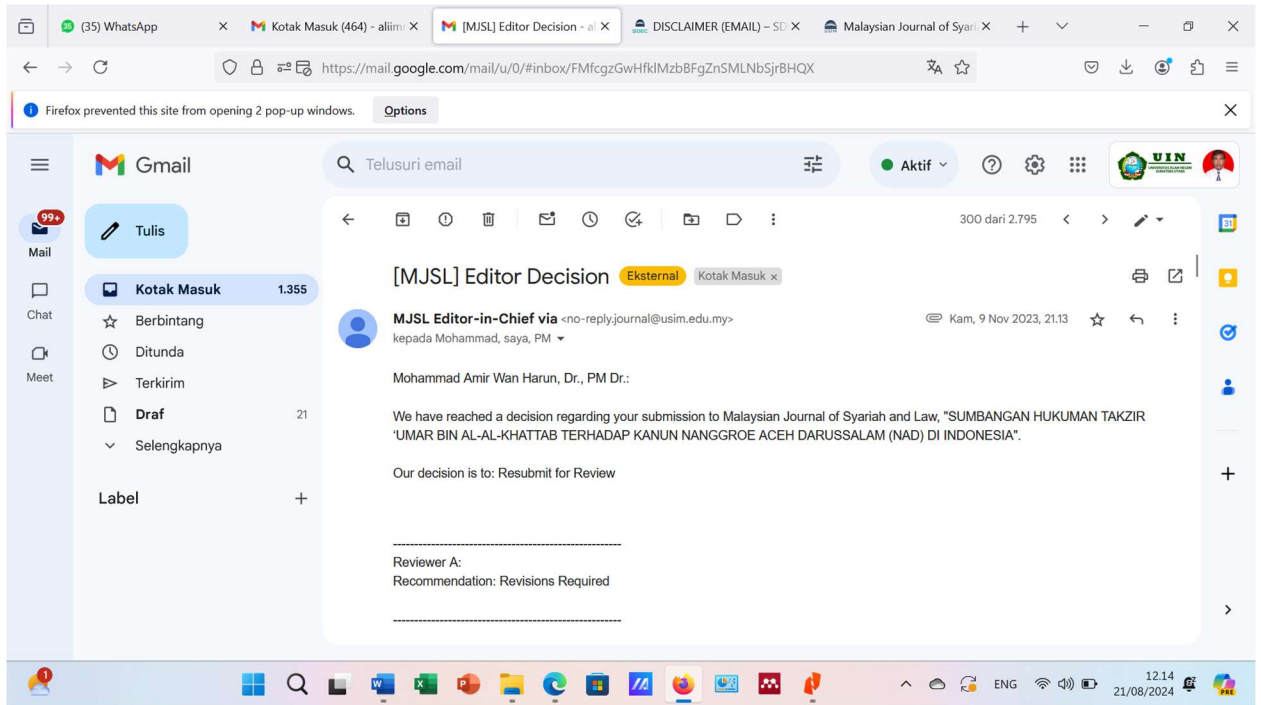 35 (35) WhatsApp
Kotak Masuk (464) - aliimr
[MJSL] Editor Decision - al
DISCLAIMER (EMAIL) – SD
Malaysian Journal of Syari
https://mail.google.com/mail/u/0/#inbox/FMfcgzGwHfkIMzbBFgZnSMLNbSjrBHQX
Firefox prevented this site from opening 2 pop-up windows. Options
Gmail
Telusuri email
Aktif
UIN
99+
Mail
Chat
Meet
Tulis
Kotak Masuk 1.355
Berbintang
Ditunda
Terkirim
Draf 21
Selengkapnya
Label
300 dari 2.795
31
[MJSL] Editor Decision Eksternal Kotak Masuk x
MJSL Editor-in-Chief via <no-reply.journal@usim.edu.my> Kam, 9 Nov 2023, 21.13
kepada Mohammad, saya, PM
Mohammad Amir Wan Harun, Dr., PM Dr.:
We have reached a decision regarding your submission to Malaysian Journal of Syariah and Law, "SUMBANGAN HUKUMAN TAKZIR
‘UMAR BIN AL-AL-KHATTAB TERHADAP KANUN NANGGROE ACEH DARUSSALAM (NAD) DI INDONESIA".
Our decision is to: Resubmit for Review
------------------------------------------------------
Reviewer A:
Recommendation: Revisions Required
------------------------------------------------------
1
ENG
12.14
21/08/2024
PRE